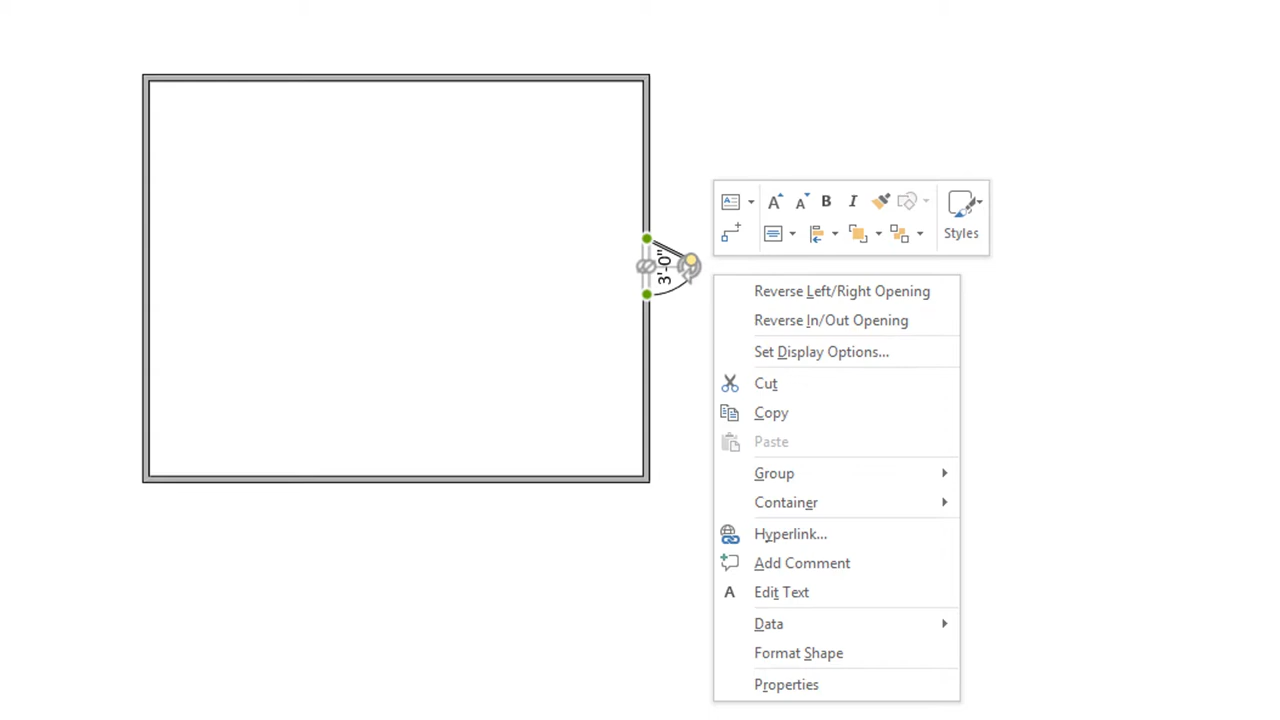 3'-0"
A A B I
Styles
Reverse Left/Right Opening
Reverse In/Out Opening
Set Display Options...
Cut
Copy
Paste
Group
Container
Hyperlink...
Add Comment
A Edit Text
Data
Format Shape
Properties